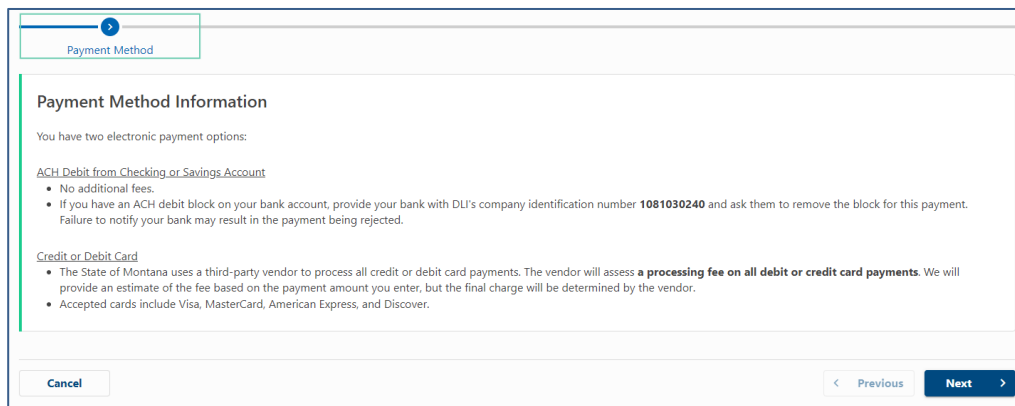 Payment Method
Payment Method Information
You have two electronic payment options:
ACH Debit from Checking or Savings Account
• No additional fees.
• If you have an ACH debit block on your bank account, provide your bank with DLI's company identification number 1081030240 and ask them to remove the block for this payment.
Failure to notify your bank may result in the payment being rejected.
Credit or Debit Card
• The State of Montana uses a third-party vendor to process all credit or debit card payments. The vendor will assess a processing fee on all debit or credit card payments. We will
provide an estimate of the fee based on the payment amount you enter, but the final charge will be determined by the vendor.
• Accepted cards include Visa, MasterCard, American Express, and Discover.
Cancel
Previous
Next